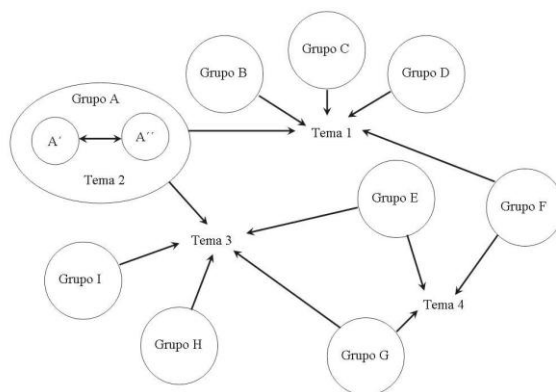 Grupo C
Grupo B
Grupo D
Grupo A
A´
A´´
Tema 1
Tema 2
Grupo E
Grupo F
Tema 3
Grupo I
Tema 4
Grupo H
Grupo G